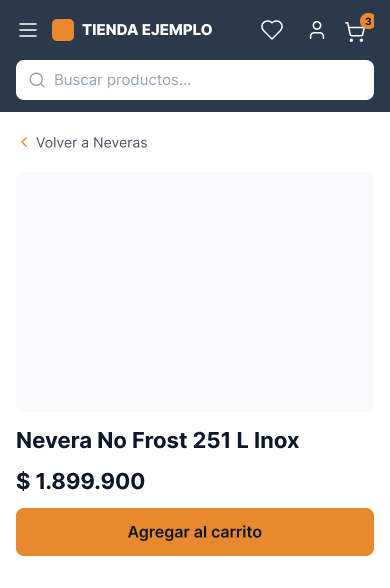 TIENDA EJEMPLO
3
Buscar productos...
Volver a Neveras
Nevera No Frost 251 L Inox
$ 1.899.900
Agregar al carrito